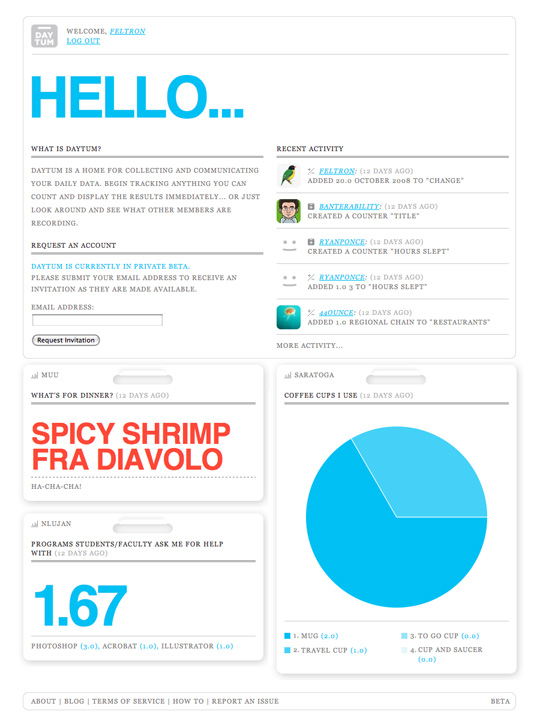 DAY
TUM
WELCOME, FELTRON
LOG OUT
HELLO...
WHAT IS DAYTUM?
DAYTUM IS A HOME FOR COLLECTING AND COMMUNICATING
YOUR DAILY DATA. BEGIN TRACKING ANYTHING YOU CAN
COUNT AND DISPLAY THE RESULTS IMMEDIATELY... OR JUST
LOOK AROUND AND SEE WHAT OTHER MEMBERS ARE
RECORDING.
REQUEST AN ACCOUNT
DAYTUM IS CURRENTLY IN PRIVATE BETA.
PLEASE SUBMIT YOUR EMAIL ADDRESS TO RECEIVE AN
INVITATION AS THEY ARE MADE AVAILABLE.
EMAIL ADDRESS:
Request Invitation
RECENT ACTIVITY
FELTRON: (12 DAYS AGO)
ADDED 20.0 OCTOBER 2008 TO "CHANGE"
BANTERABILITY: (12 DAYS AGO)
CREATED A COUNTER "TITLE"
RYANPONCE: (12 DAYS AGO)
CREATED A COUNTER "HOURS SLEPT"
RYANPONCE: (12 DAYS AGO)
ADDED 1.0 3 TO "HOURS SLEPT"
44OUNCE: (12 DAYS AGO)
ADDED 1.0 REGIONAL CHAIN TO "RESTAURANTS"
MORE ACTIVITY...
MUU
WHAT'S FOR DINNER? (12 DAYS AGO)
SPICY SHRIMP
FRA DIAVOLO
HA-CHA-CHA!
NLUJAN
PROGRAMS STUDENTS/FACULTY ASK ME FOR HELP
WITH (12 DAYS AGO)
1.67
PHOTOSHOP (3.0), ACROBAT (1.0), ILLUSTRATOR (1.0)
SARATOGA
COFFEE CUPS I USE (12 DAYS AGO)
1. MUG (2.0)
2. TRAVEL CUP (1.0)
3. TO GO CUP (0.0)
4. CUP AND SAUCER
(0.0)
ABOUT | BLOG | TERMS OF SERVICE | HOW TO | REPORT AN ISSUE
BETA